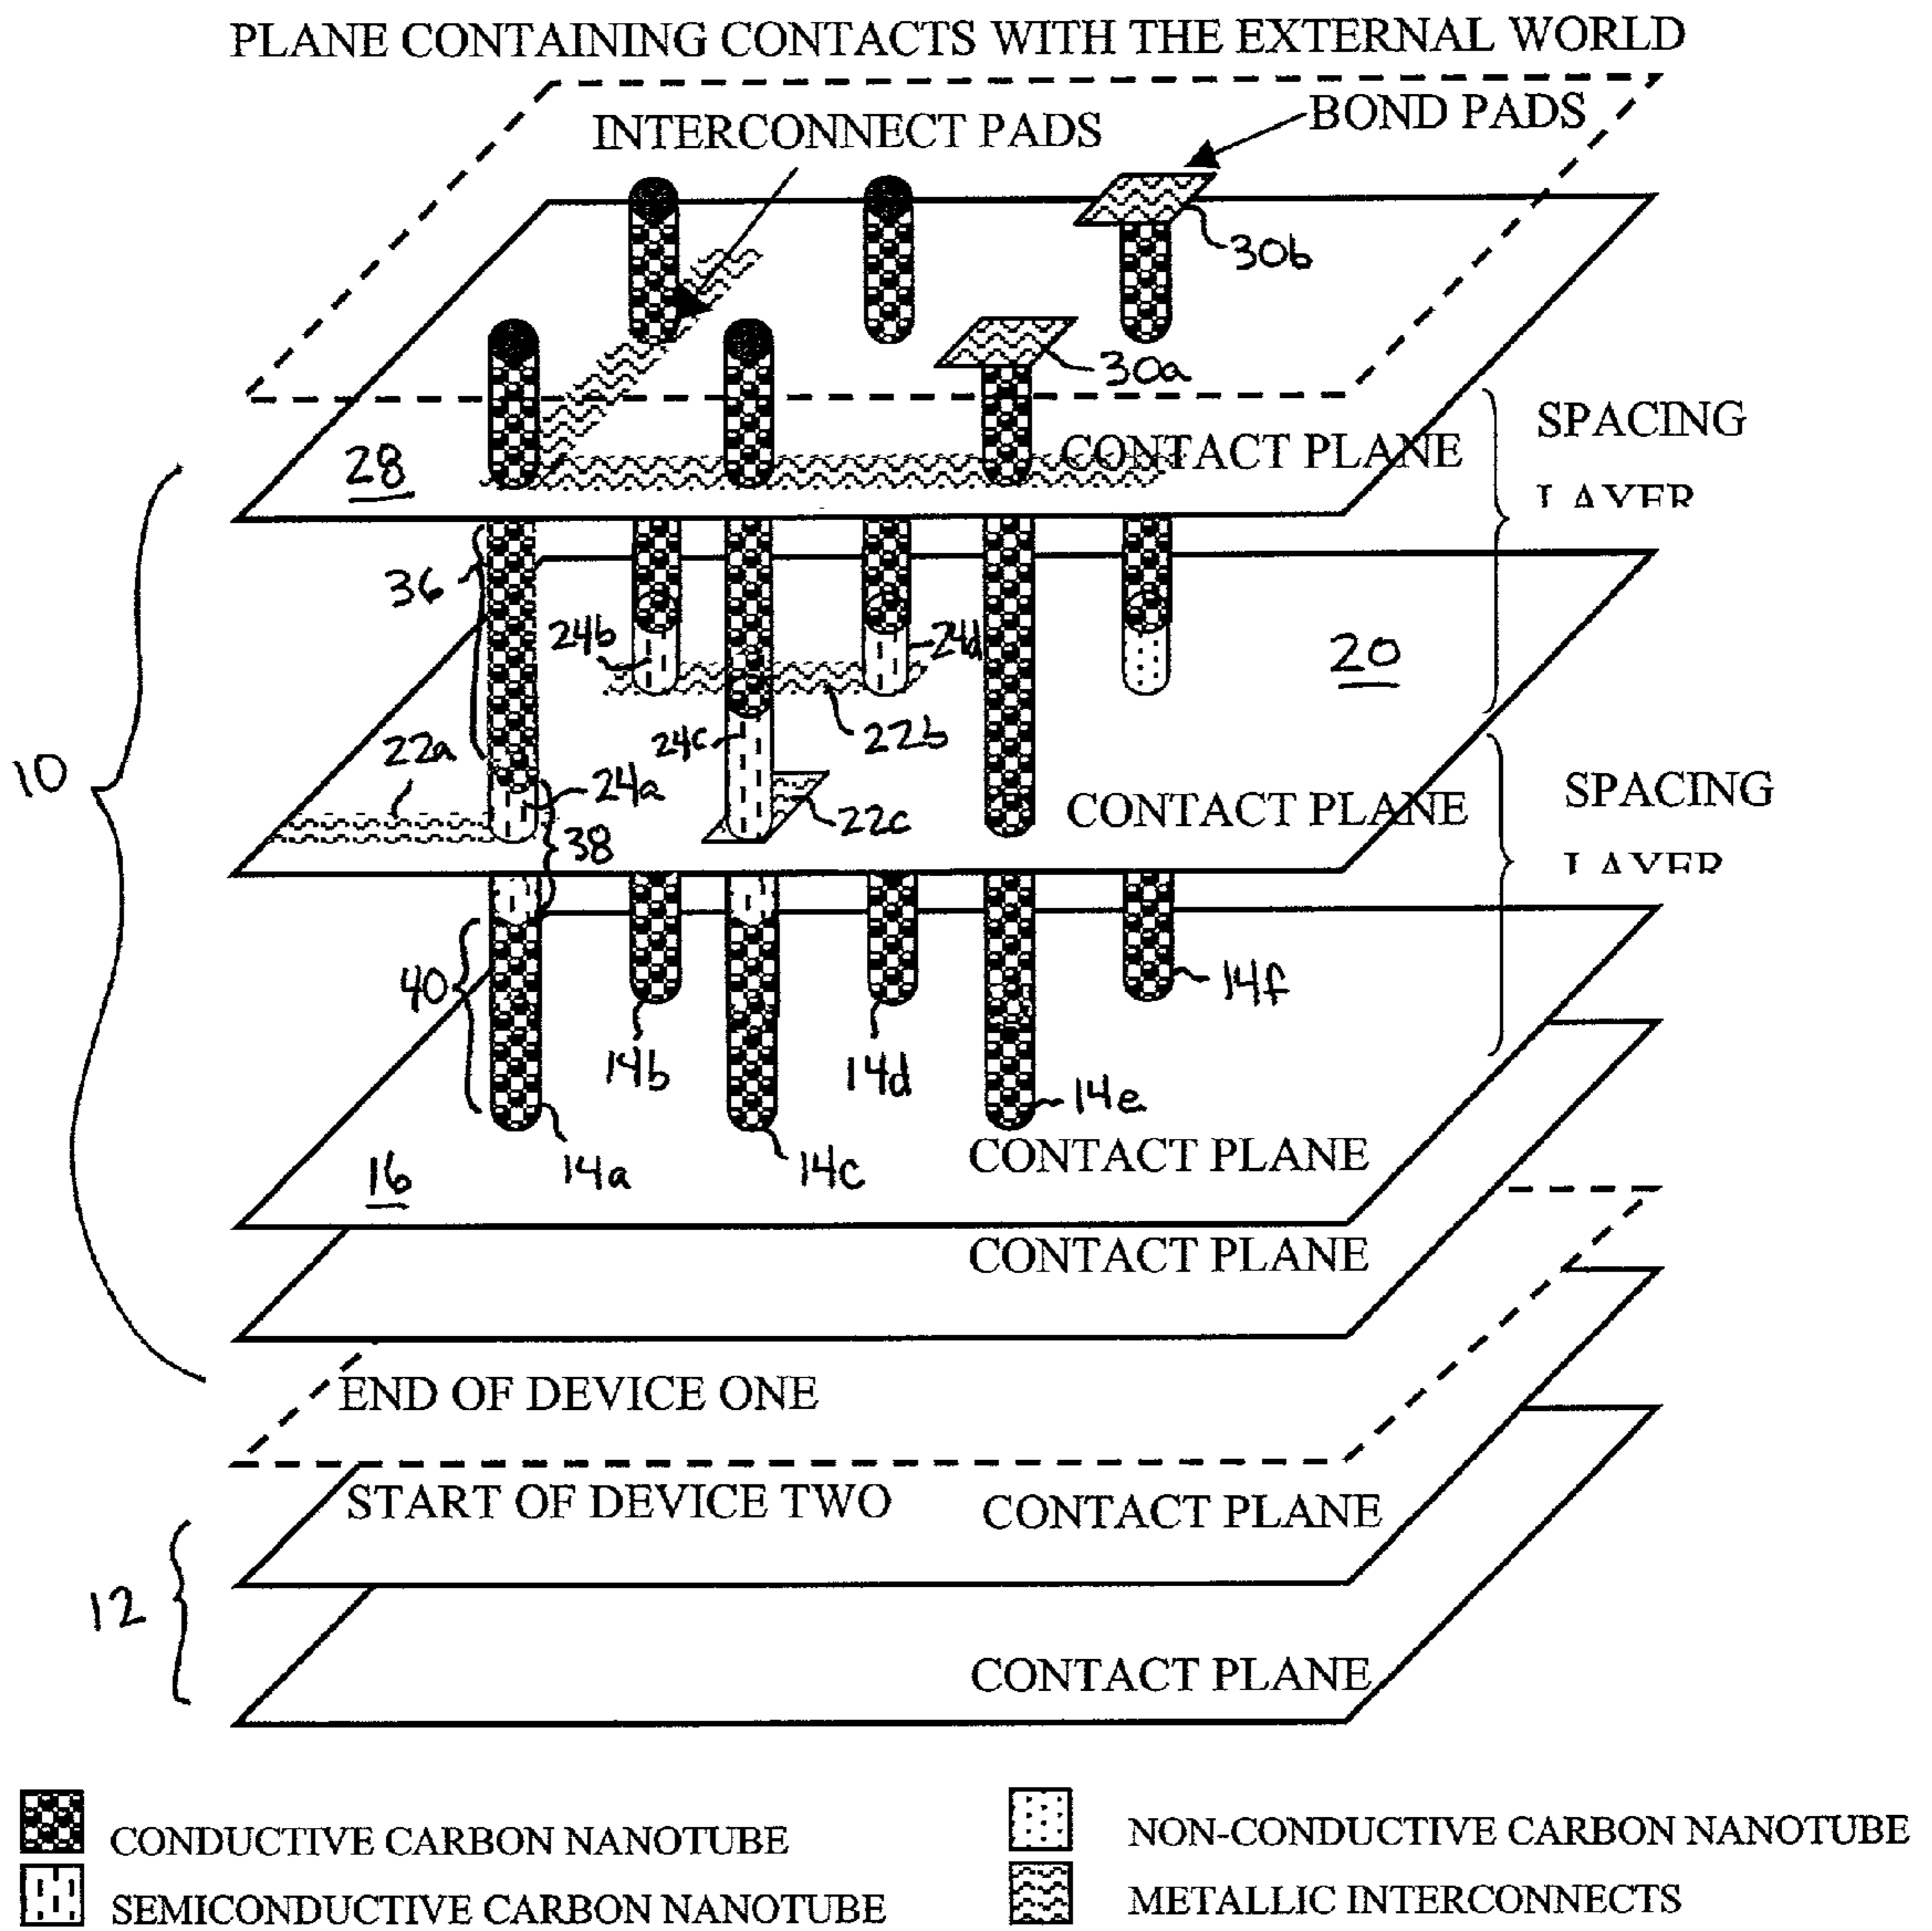 PLANE CONTAINING CONTACTS WITH THE EXTERNAL WORLD
BOND PADS
INTERCONNECT PADS
30b
30a
SPACING
LAYER
CONTACT PLANE
28
36
24b
24d
20
22a
24c
22b
10
24a
22c
CONTACT PLANE
SPACING
LAYER
38
40
14f
14b
14d
14e
14a
14c
CONTACT PLANE
16
CONTACT PLANE
END OF DEVICE ONE
START OF DEVICE TWO
CONTACT PLANE
12
CONTACT PLANE
CONDUCTIVE CARBON NANOTUBE
NON-CONDUCTIVE CARBON NANOTUBE
SEMICONDUCTIVE CARBON NANOTUBE
METALLIC INTERCONNECTS